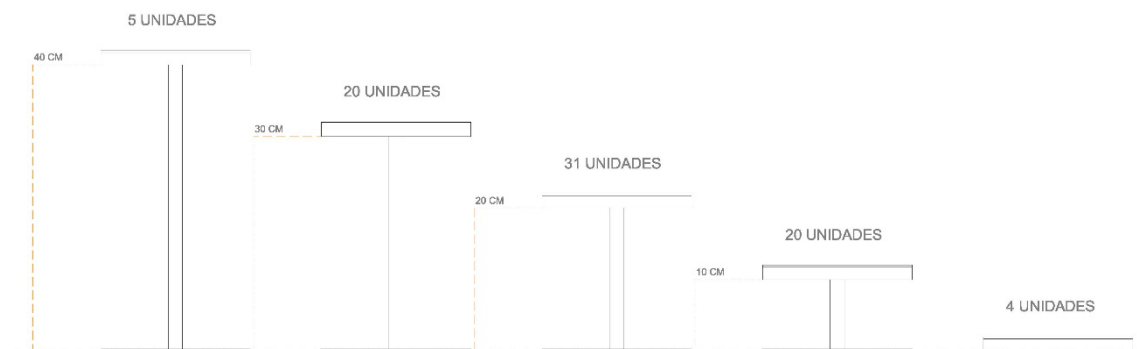 5 UNIDADES
40 CM
20 UNIDADES
30 CM
31 UNIDADES
20 CM
20 UNIDADES
10 CM
4 UNIDADES